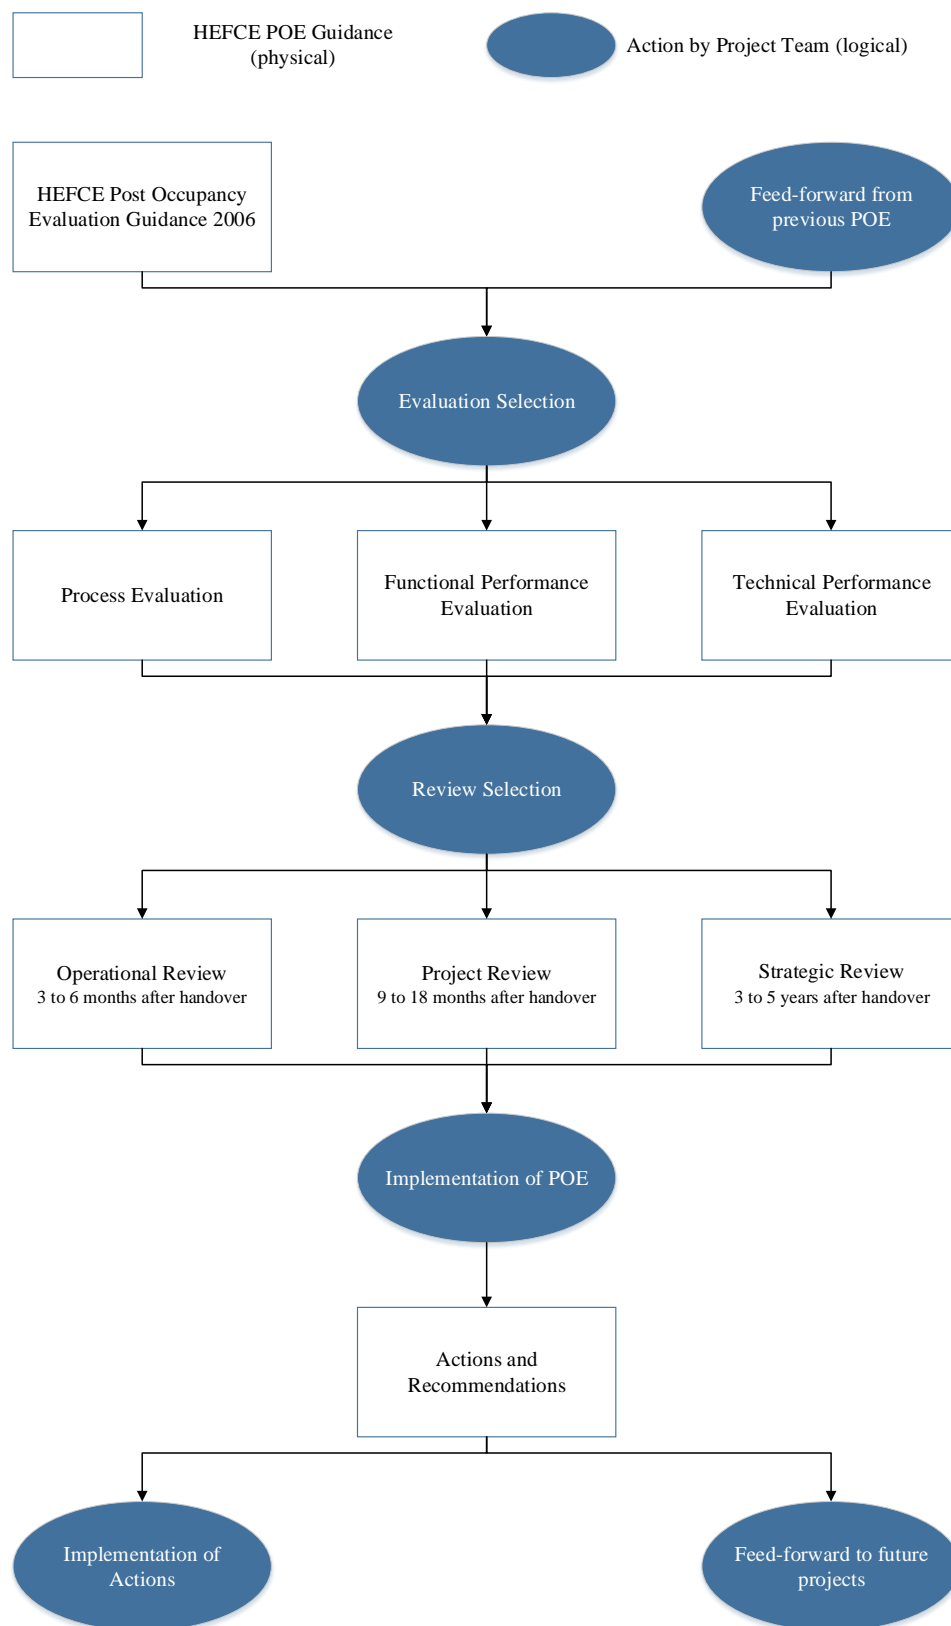 HEFCE POE Guidance
(physical)
Action by Project Team (logical)
HEFCE Post Occupancy
Evaluation Guidance 2006
Feed-forward from
previous POE
Evaluation Selection
Process Evaluation
Functional Performance
Evaluation
Technical Performance
Evaluation
Review Selection
Operational Review
3 to 6 months after handover
Project Review
9 to 18 months after handover
Strategic Review
3 to 5 years after handover
Implementation of POE
Actions and
Recommendations
Implementation of
Actions
Feed-forward to future
projects